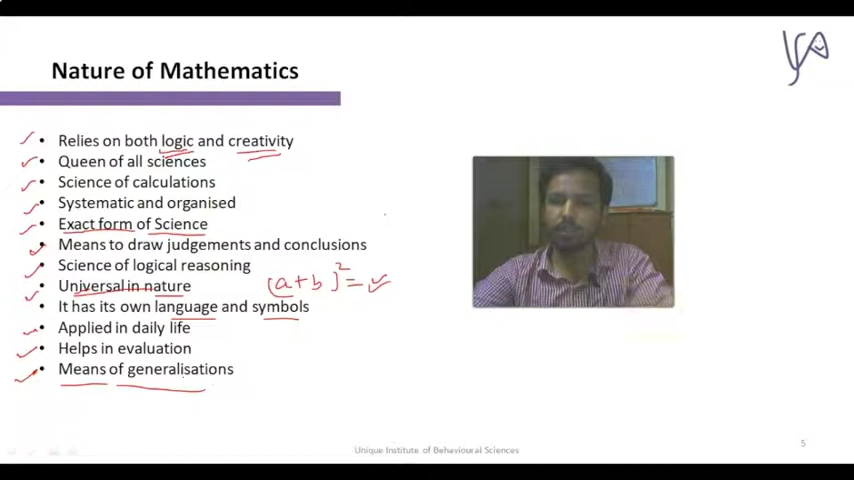 Nature of Mathematics
• Relies on both logic and creativity
• Queen of all sciences
• Science of calculations
• Systematic and organised
• Exact form of Science
• Means to draw judgements and conclusions
• Science of logical reasoning
• Universal in nature
(a+b)² = ✓
• It has its own language and symbols
• Applied in daily life
• Helps in evaluation
• Means of generalisations
Unique Institute of Behavioural Sciences
5